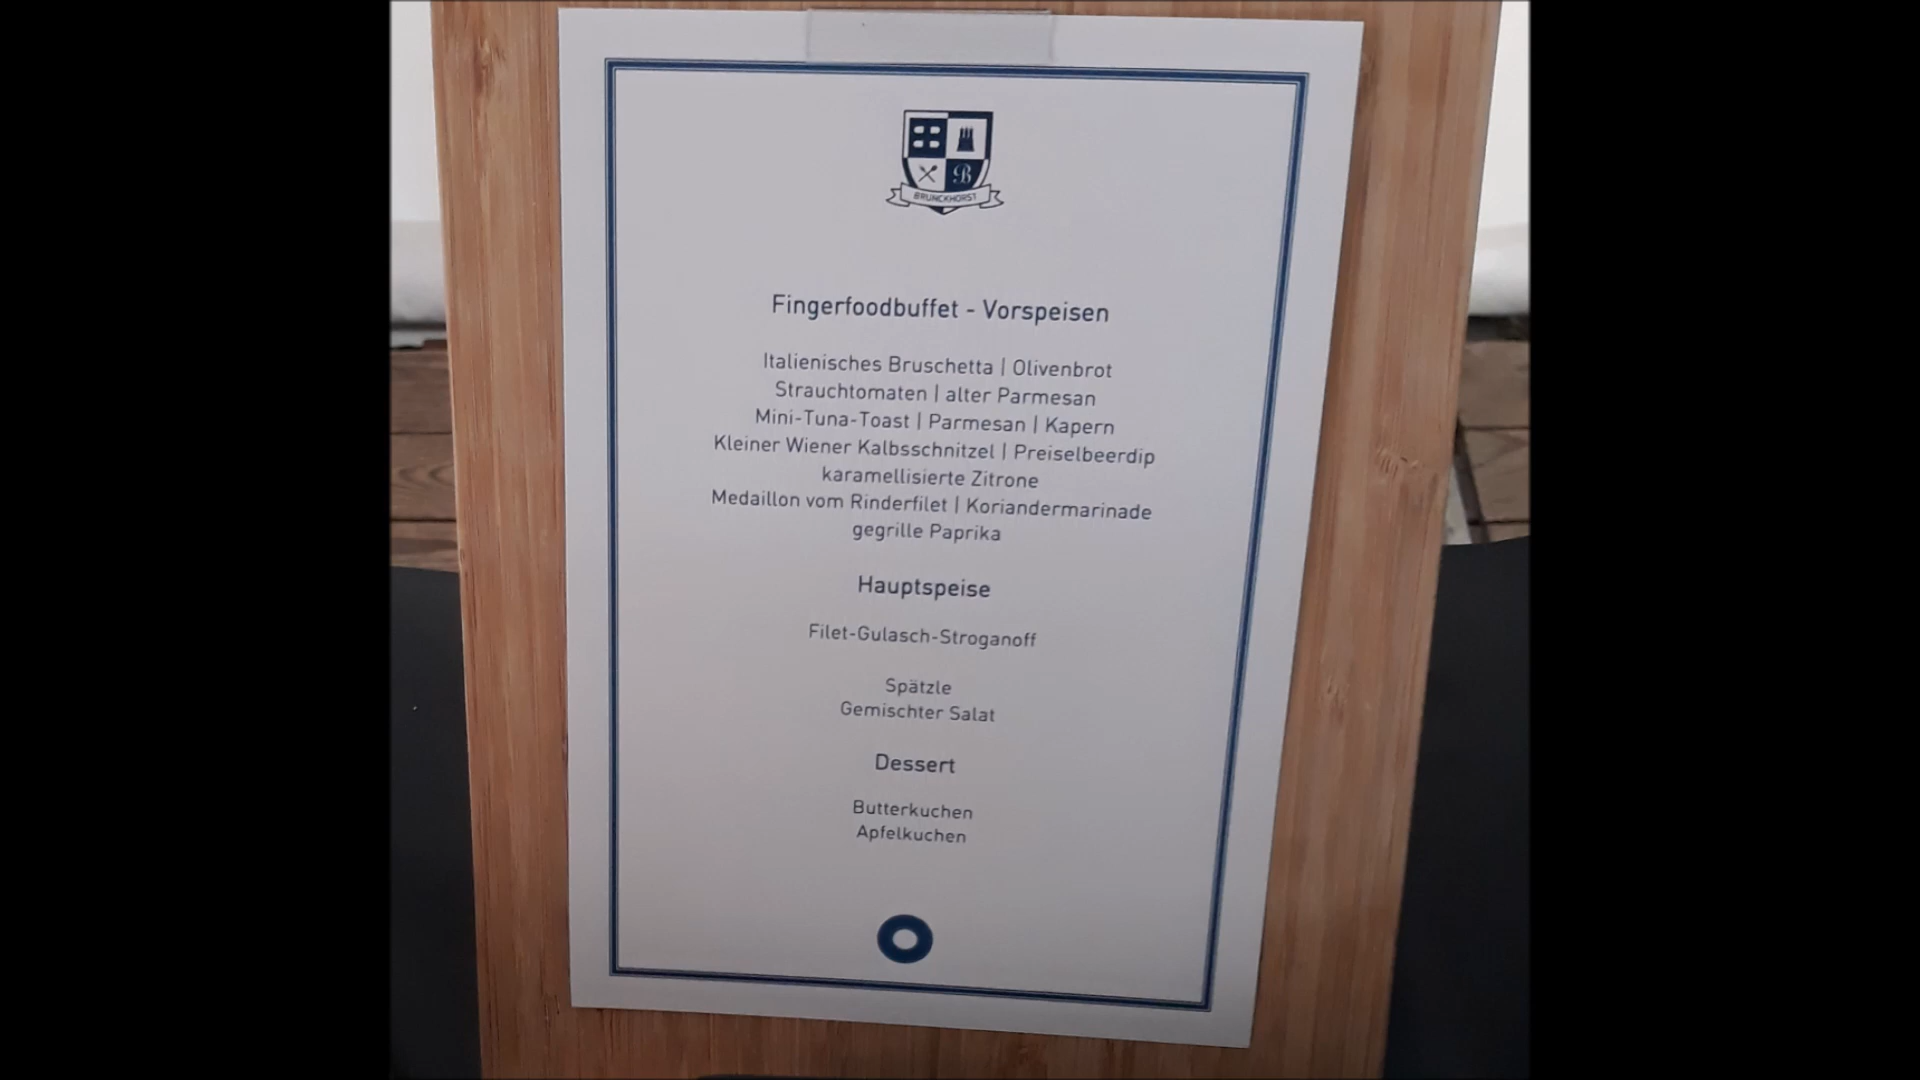 B
BRUNCKHORST
Fingerfoodbuffet - Vorspeisen
Italienisches Bruschetta | Olivenbrot
Strauchtomaten | alter Parmesan
Mini-Tuna-Toast | Parmesan | Kapern
Kleiner Wiener Kalbsschnitzel | Preiselbeerdip
karamellisierte Zitrone
Medaillon vom Rinderfilet | Koriandermarinade
gegrille Paprika
Hauptspeise
Filet-Gulasch-Stroganoff
Spätzle
Gemischter Salat
Dessert
Butterkuchen
Apfelkuchen